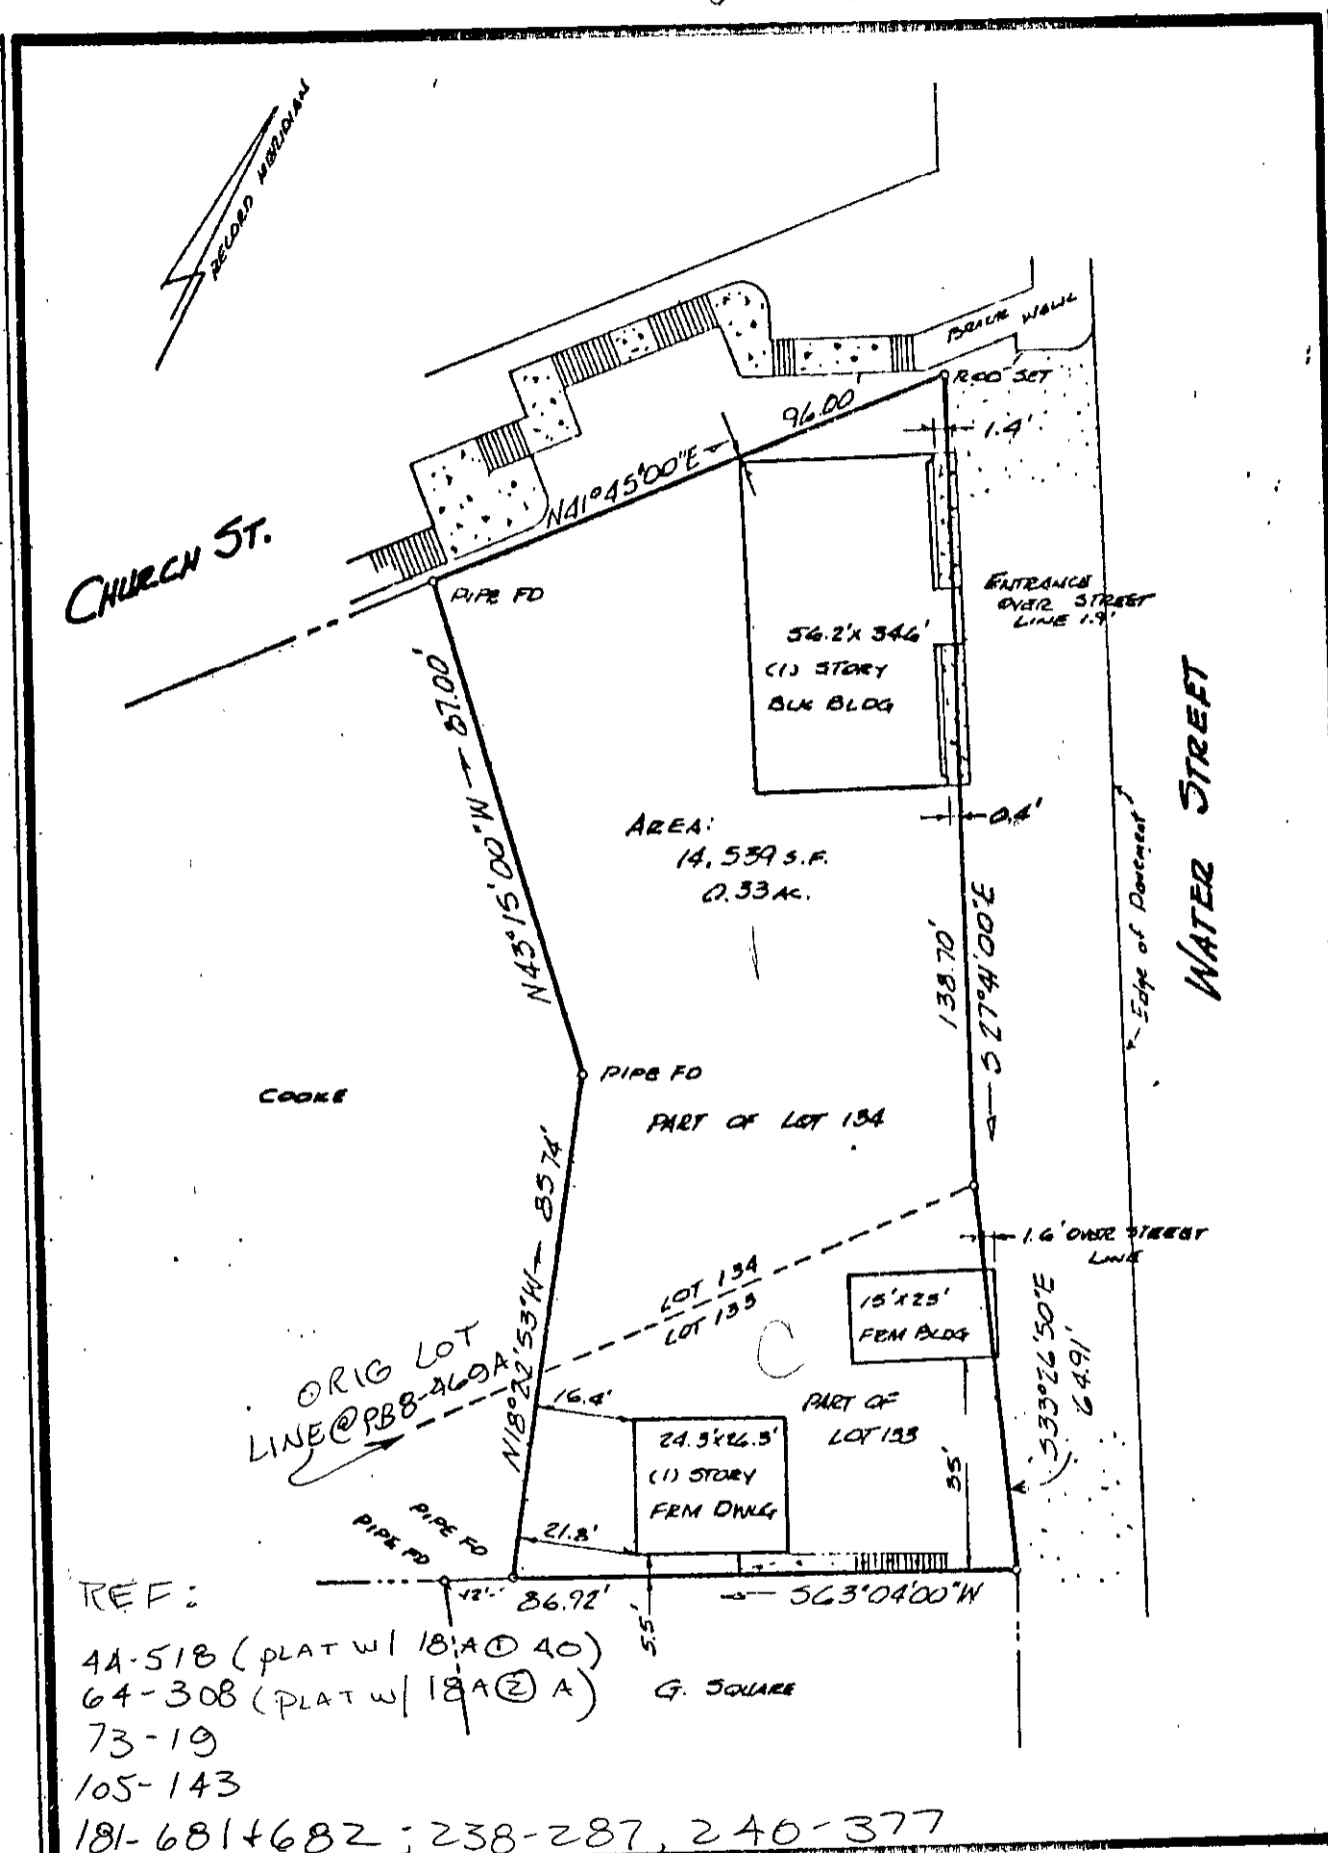 RECORD MERIDIAN
BRICK WALK
ROD SET
96.00'
1.4'
N41°45'00"E
CHURCH ST.
PIPE FD
ENTRANCE
OVER STREET
LINE 1.9'
56.2'X 34.6'
(1) STORY
BLK BLDG
87.00'
N43°15'00"W
WATER STREET
AREA:
14,539 S.F.
0.33 AC.
0.4'
Edge of Pavement
138.70'
S 27°41'00"E
COOKE
PIPE FD
PART OF LOT 134
85.74'
N18°22'53"W
1.6' OVER STREET
LINE
LOT 134
LOT 133
15'X25'
FRM BLDG
C
S33°26'50"E
64.91'
ORIG LOT
LINE@PB8-469A
16.4'
PART OF
LOT 133
24.3'X26.3'
(1) STORY
FRM DWLG
35'
21.8'
PIPE FD
PIPE FD
86.92'
S63°04'00"W
5.5'
G. SQUARE
REF:
44-518 (PLAT W/ 18A① 40)
64-308 (PLAT W/ 18A② A)
73-19
105-143
181-681+682; 238-287, 240-377